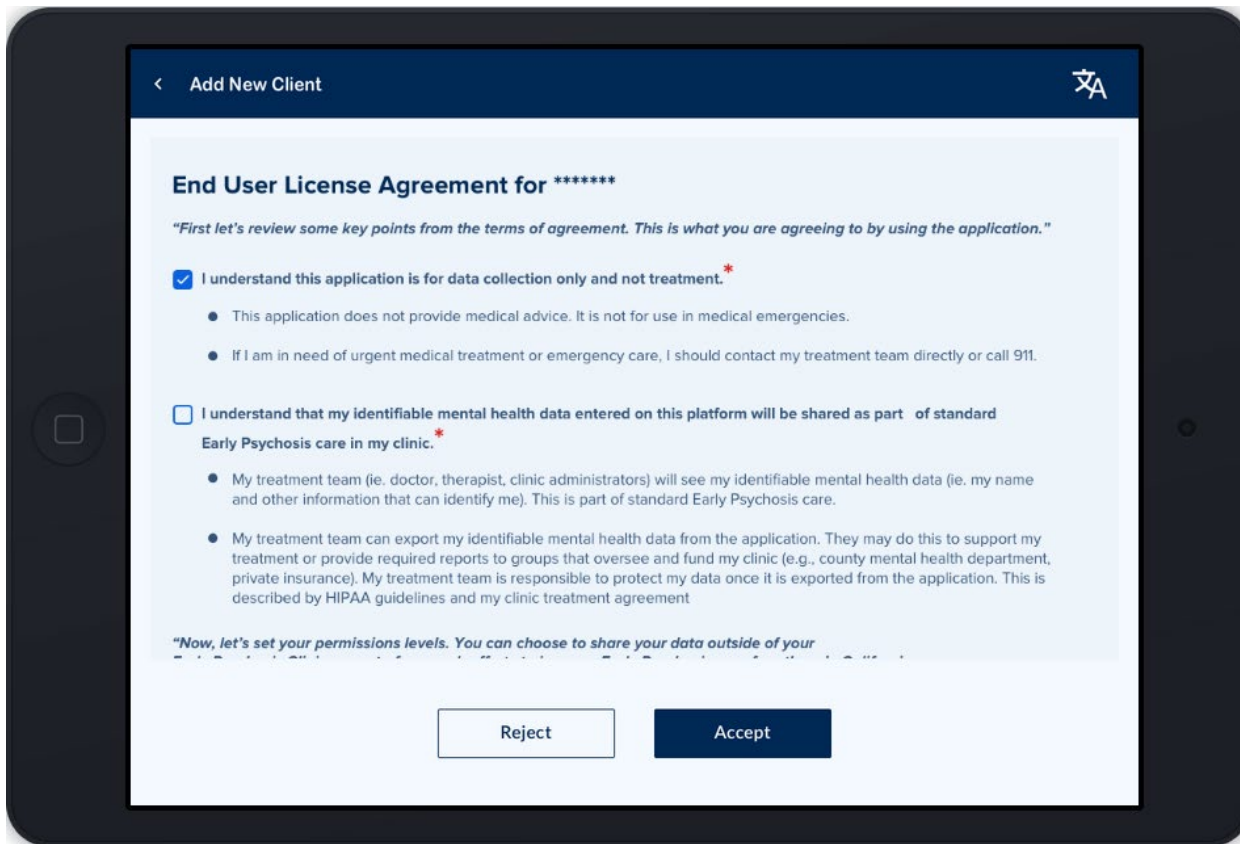 Add New Client
End User License Agreement for *******
“First let’s review some key points from the terms of agreement. This is what you are agreeing to by using the application.”
I understand this application is for data collection only and not treatment.*
This application does not provide medical advice. It is not for use in medical emergencies.
If I am in need of urgent medical treatment or emergency care, I should contact my treatment team directly or call 911.
I understand that my identifiable mental health data entered on this platform will be shared as part of standard
Early Psychosis care in my clinic.*
My treatment team (ie. doctor, therapist, clinic administrators) will see my identifiable mental health data (ie. my name
and other information that can identify me). This is part of standard Early Psychosis care.
My treatment team can export my identifiable mental health data from the application. They may do this to support my
treatment or provide required reports to groups that oversee and fund my clinic (e.g., county mental health department,
private insurance). My treatment team is responsible to protect my data once it is exported from the application. This is
described by HIPAA guidelines and my clinic treatment agreement
“Now, let’s set your permissions levels. You can choose to share your data outside of your
Reject
Accept